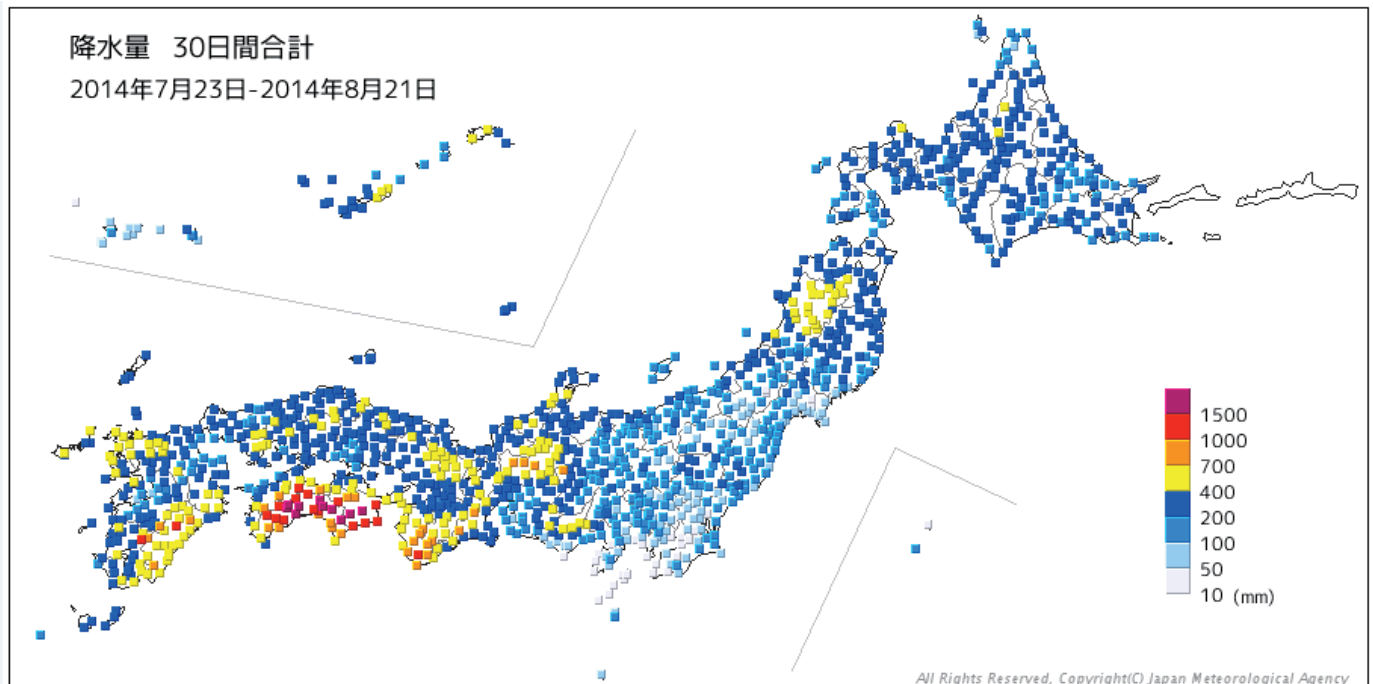 降水量 30日間合計
2014年7月23日-2014年8月21日
1500
1000
700
400
200
100
50
10 (mm)
All Rights Reserved, Copyright(C) Japan Meteorological Agency